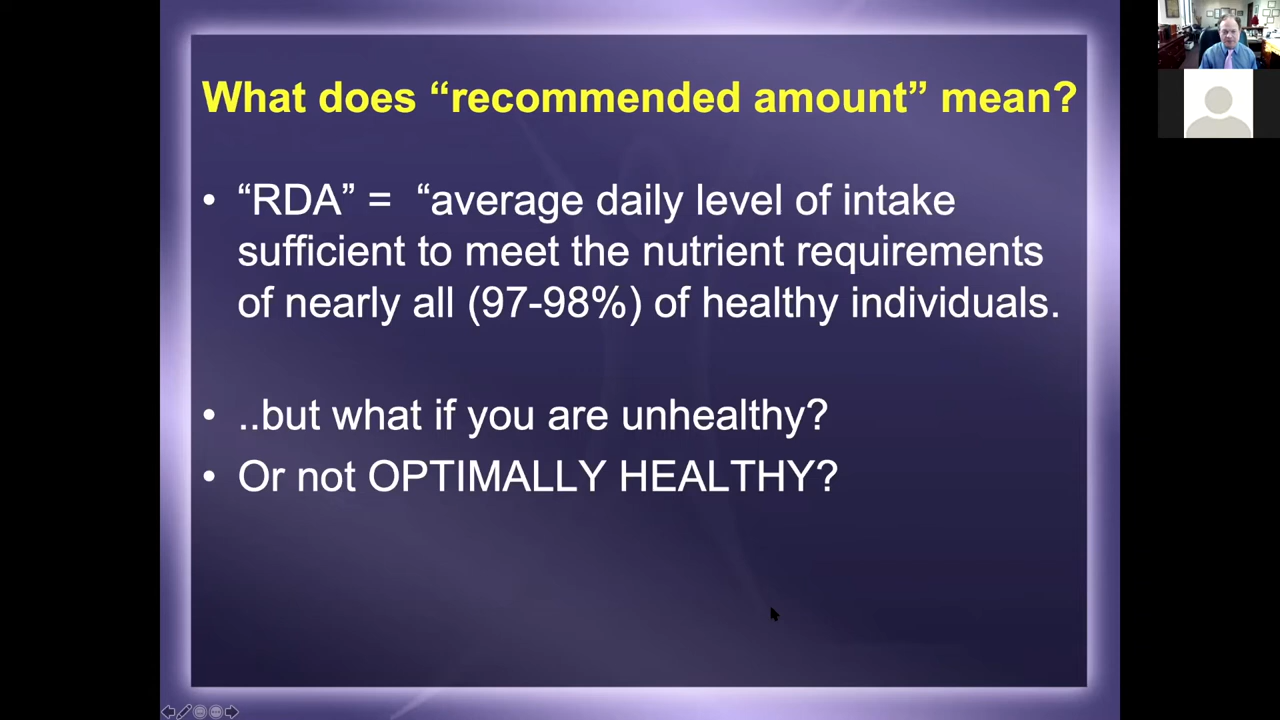 What does “recommended amount” mean?
• “RDA” = “average daily level of intake
sufficient to meet the nutrient requirements
of nearly all (97-98%) of healthy individuals.
• ..but what if you are unhealthy?
• Or not OPTIMALLY HEALTHY?